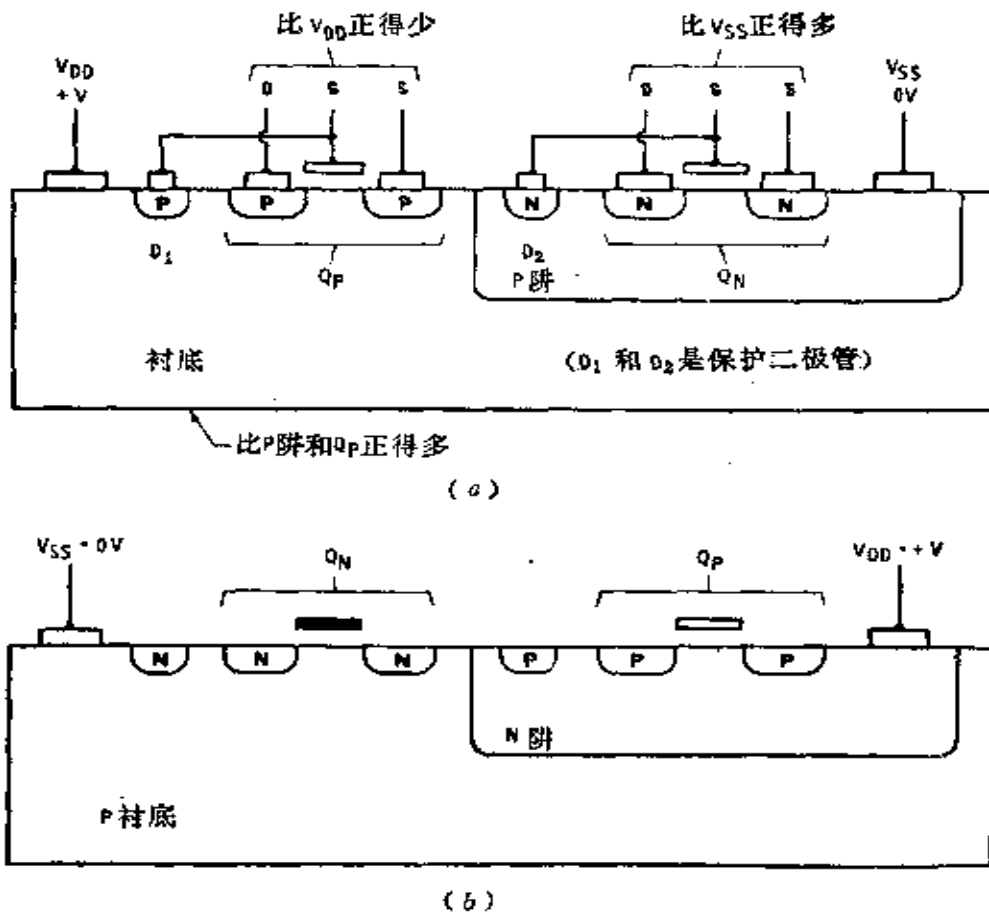 比 VDD正得少
比 VSS正得多
VDD
+ V
D G S
D G S
VSS
0V
P P P N N N
D1
QP
D2
P阱
QN
衬底
(D1 和 D2是保护二极管)
比P阱和QP正得多
(a)
VSS = 0V
QN
QP
VDD = + V
N N N P P P
N 阱
P 衬底
(b)